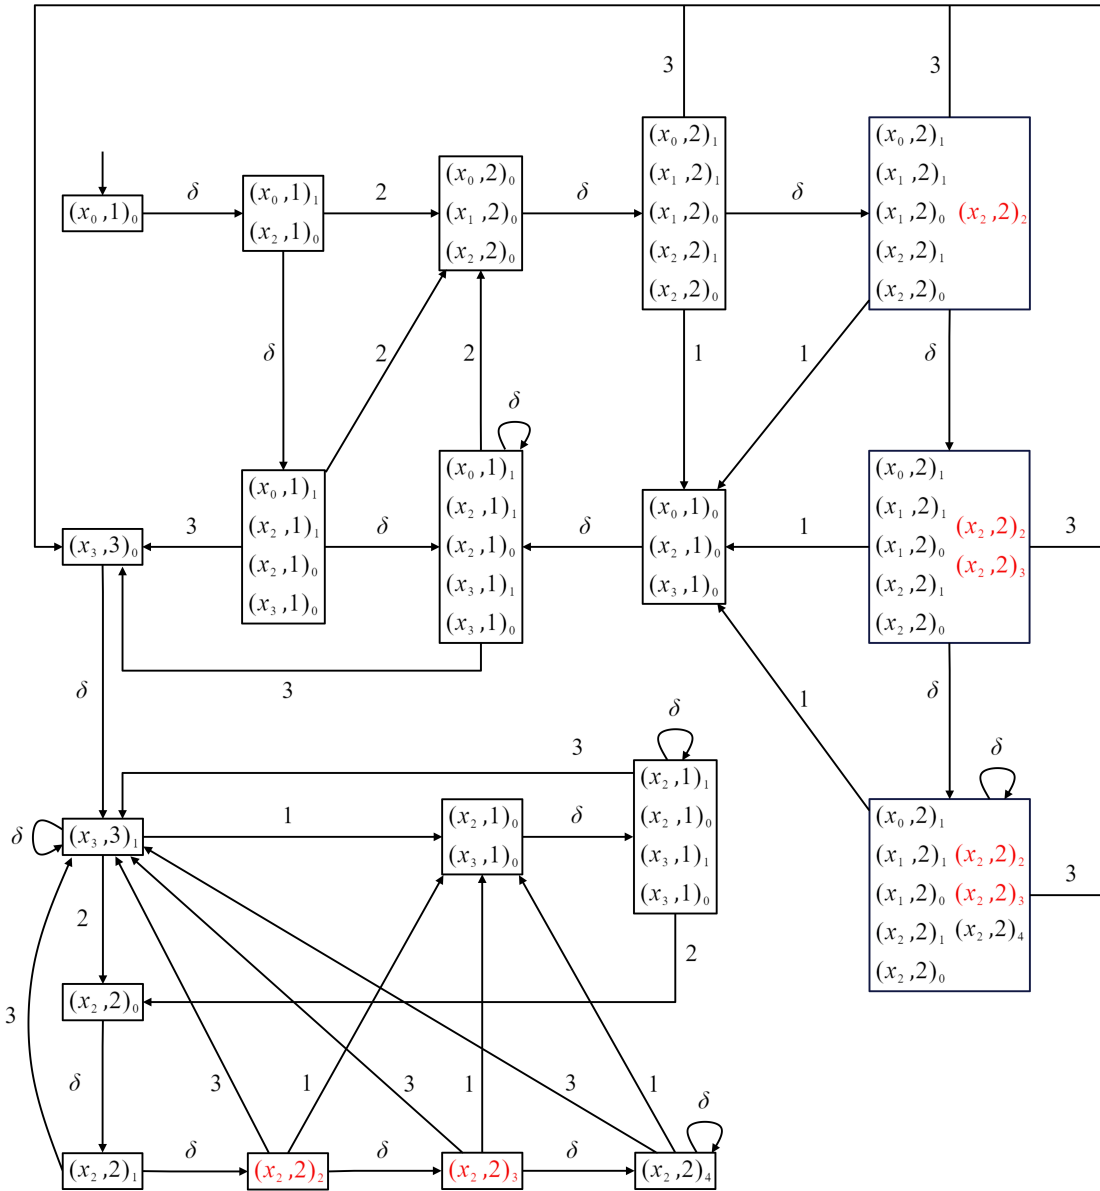 3
3
(x₀,2)₁
(x₁,2)₁
(x₁,2)₀
(x₂,2)₁
(x₂,2)₀
(x₀,2)₁
(x₁,2)₁
(x₁,2)₀ (x₂,2)₂
(x₂,2)₁
(x₂,2)₀
(x₀,1)₀
δ
(x₀,1)₁
(x₂,1)₀
2
(x₀,2)₀
(x₁,2)₀
(x₂,2)₀
δ
δ
δ
2
2
1
1
δ
δ
(x₃,3)₀
3
(x₀,1)₁
(x₂,1)₁
(x₂,1)₀
(x₃,1)₀
δ
(x₀,1)₁
(x₂,1)₁
(x₂,1)₀
(x₃,1)₁
(x₃,1)₀
δ
(x₀,1)₀
(x₂,1)₀
(x₃,1)₀
1
(x₀,2)₁
(x₁,2)₁
(x₁,2)₀
(x₂,2)₁
(x₂,2)₀
(x₂,2)₂
(x₂,2)₃
3
δ
3
1
δ
3
δ
δ
δ
(x₃,3)₁
1
(x₂,1)₀
(x₃,1)₀
δ
(x₂,1)₁
(x₂,1)₀
(x₃,1)₁
(x₃,1)₀
(x₀,2)₁
(x₁,2)₁ (x₂,2)₂
(x₁,2)₀ (x₂,2)₃
(x₂,2)₁ (x₂,2)₄
(x₂,2)₀
3
2
2
(x₂,2)₀
3
δ
3
1
3
1
3
1
δ
(x₂,2)₁
δ
(x₂,2)₂
δ
(x₂,2)₃
δ
(x₂,2)₄